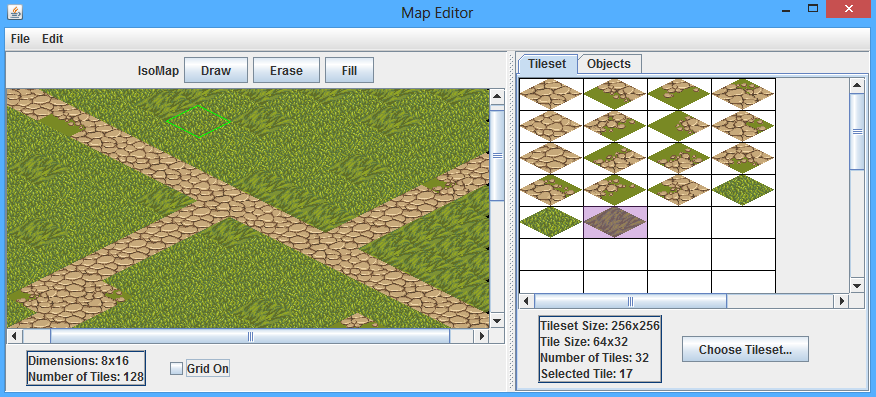 Map Editor
File Edit
IsoMap Draw Erase Fill
Tileset Objects
Dimensions: 8x16
Number of Tiles: 128
Grid On
Tileset Size: 256x256
Tile Size: 64x32
Number of Tiles: 32
Selected Tile: 17
Choose Tileset...